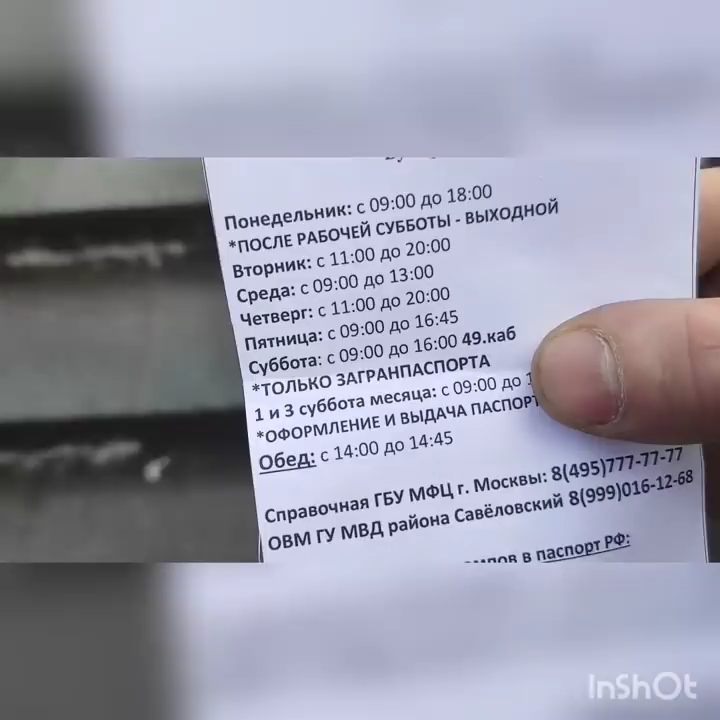 Понедельник: с 09:00 до 18:00
*ПОСЛЕ РАБОЧЕЙ СУББОТЫ - ВЫХОДНОЙ
Вторник: с 11:00 до 20:00
Среда: с 09:00 до 13:00
Четверг: с 11:00 до 20:00
Пятница: с 09:00 до 16:45
Суббота: с 09:00 до 16:00 49.каб
*ТОЛЬКО ЗАГРАНПАСПОРТА
1 и 3 суббота месяца: с 09:00 до
*ОФОРМЛЕНИЕ И ВЫДАЧА
Обед: с 14:00 до 14:45
Справочная ГБУ МФЦ г. Москвы: 8(495)777-77-77
ОВМ ГУ МВД района Савёловский 8(999)016-12-68
в паспорт РФ:
InShOt